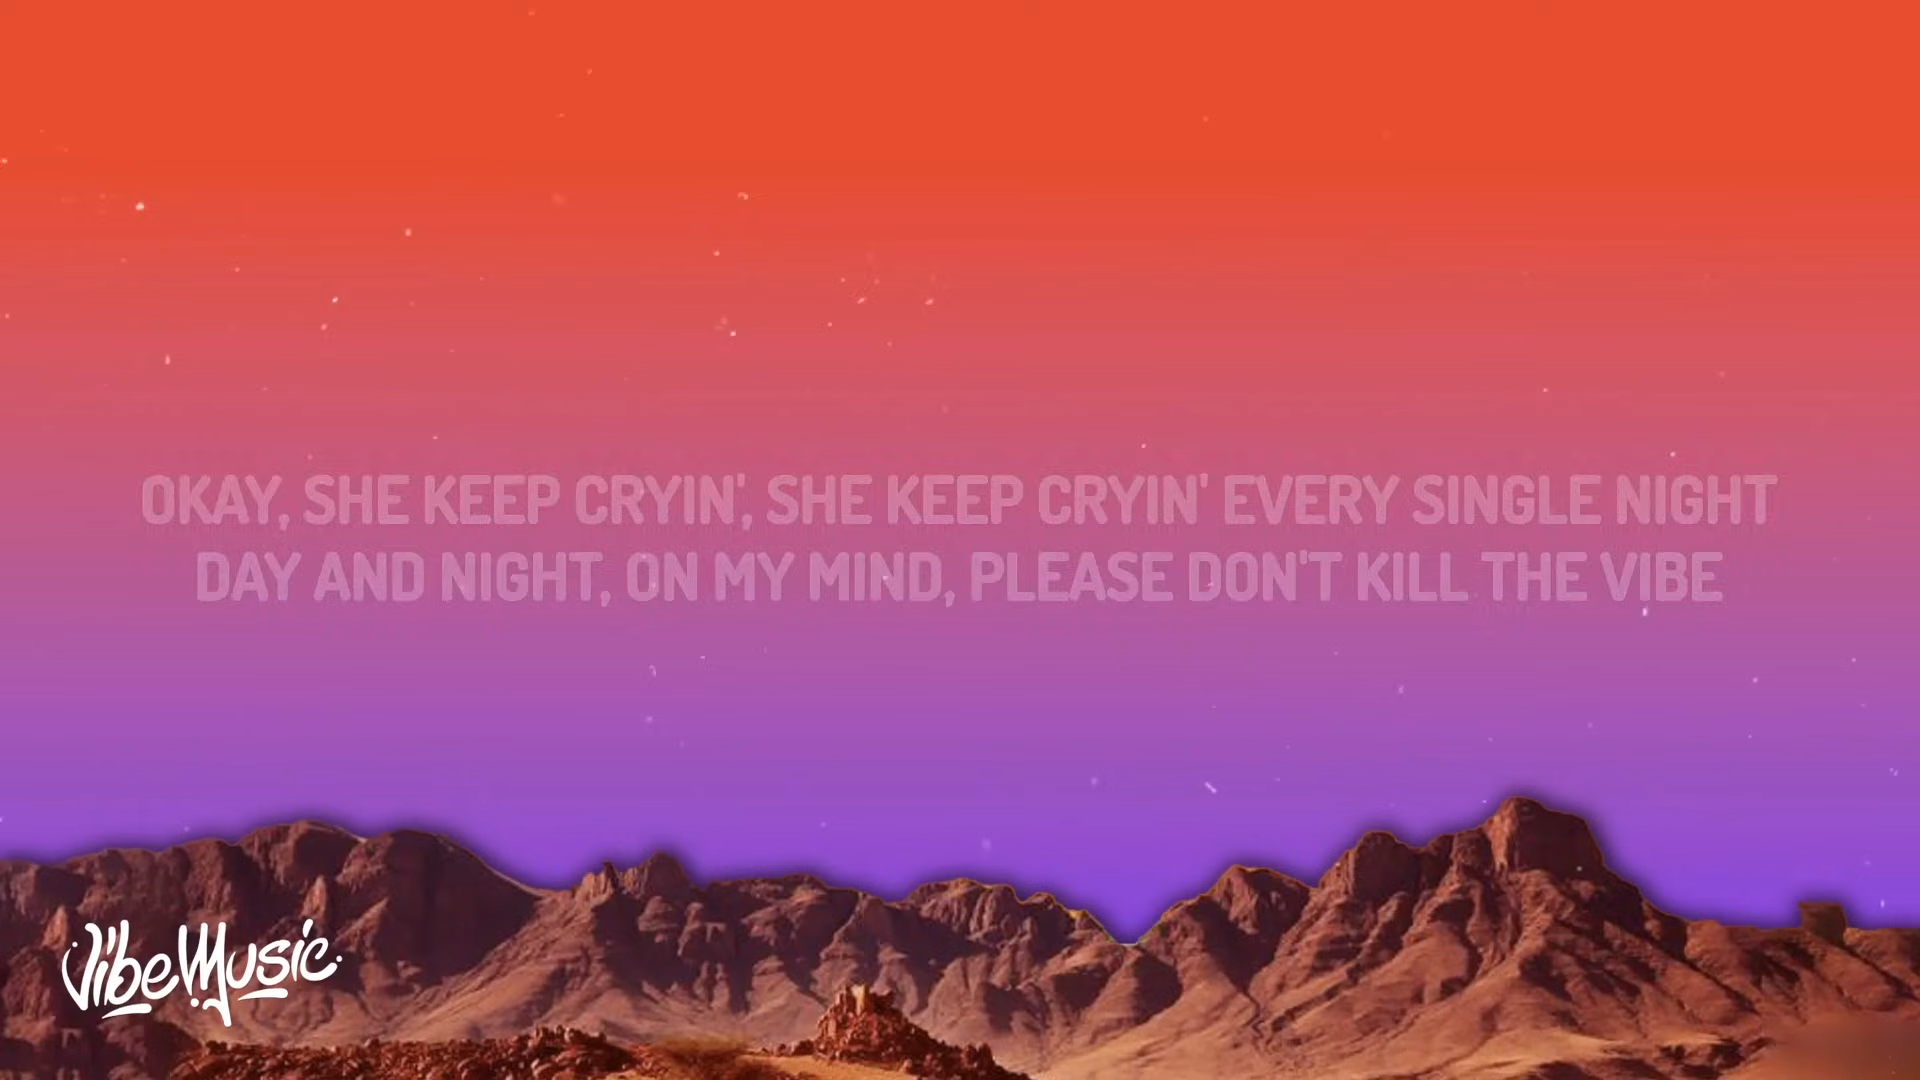 OKAY, SHE KEEP CRYIN', SHE KEEP CRYIN' EVERY SINGLE NIGHT
DAY AND NIGHT, ON MY MIND, PLEASE DON'T KILL THE VIBE
VibeMusic